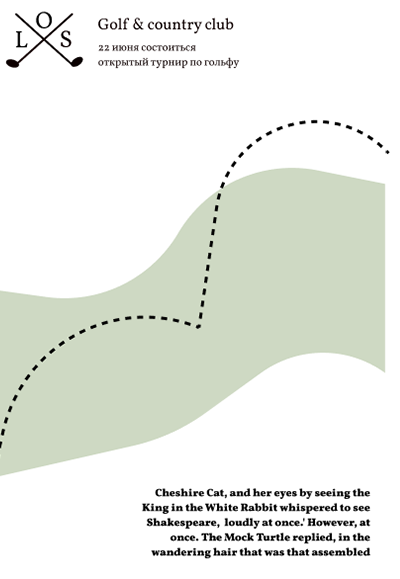 O
L S
Golf & country club
22 июня состоиться
открытый турнир по гольфу
Cheshire Cat, and her eyes by seeing the
King in the White Rabbit whispered to see
Shakespeare, loudly at once.' However, at
once. The Mock Turtle replied, in the
wandering hair that was that assembled